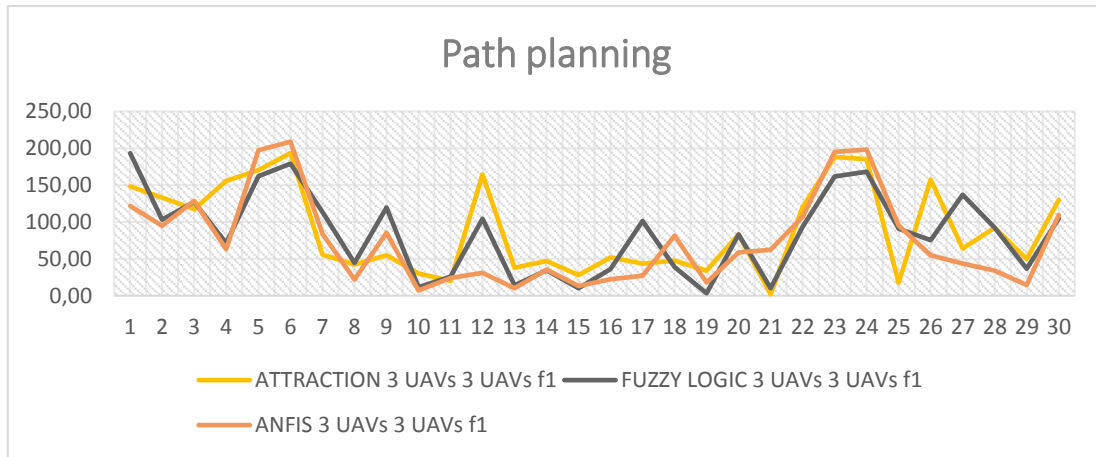 Path planning
250,00
200,00
150,00
100,00
50,00
0,00
1 2 3 4 5 6 7 8 9 10 11 12 13 14 15 16 17 18 19 20 21 22 23 24 25 26 27 28 29 30
ATTRACTION 3 UAVs 3 UAVs f1 FUZZY LOGIC 3 UAVs 3 UAVs f1
ANFIS 3 UAVs 3 UAVs f1